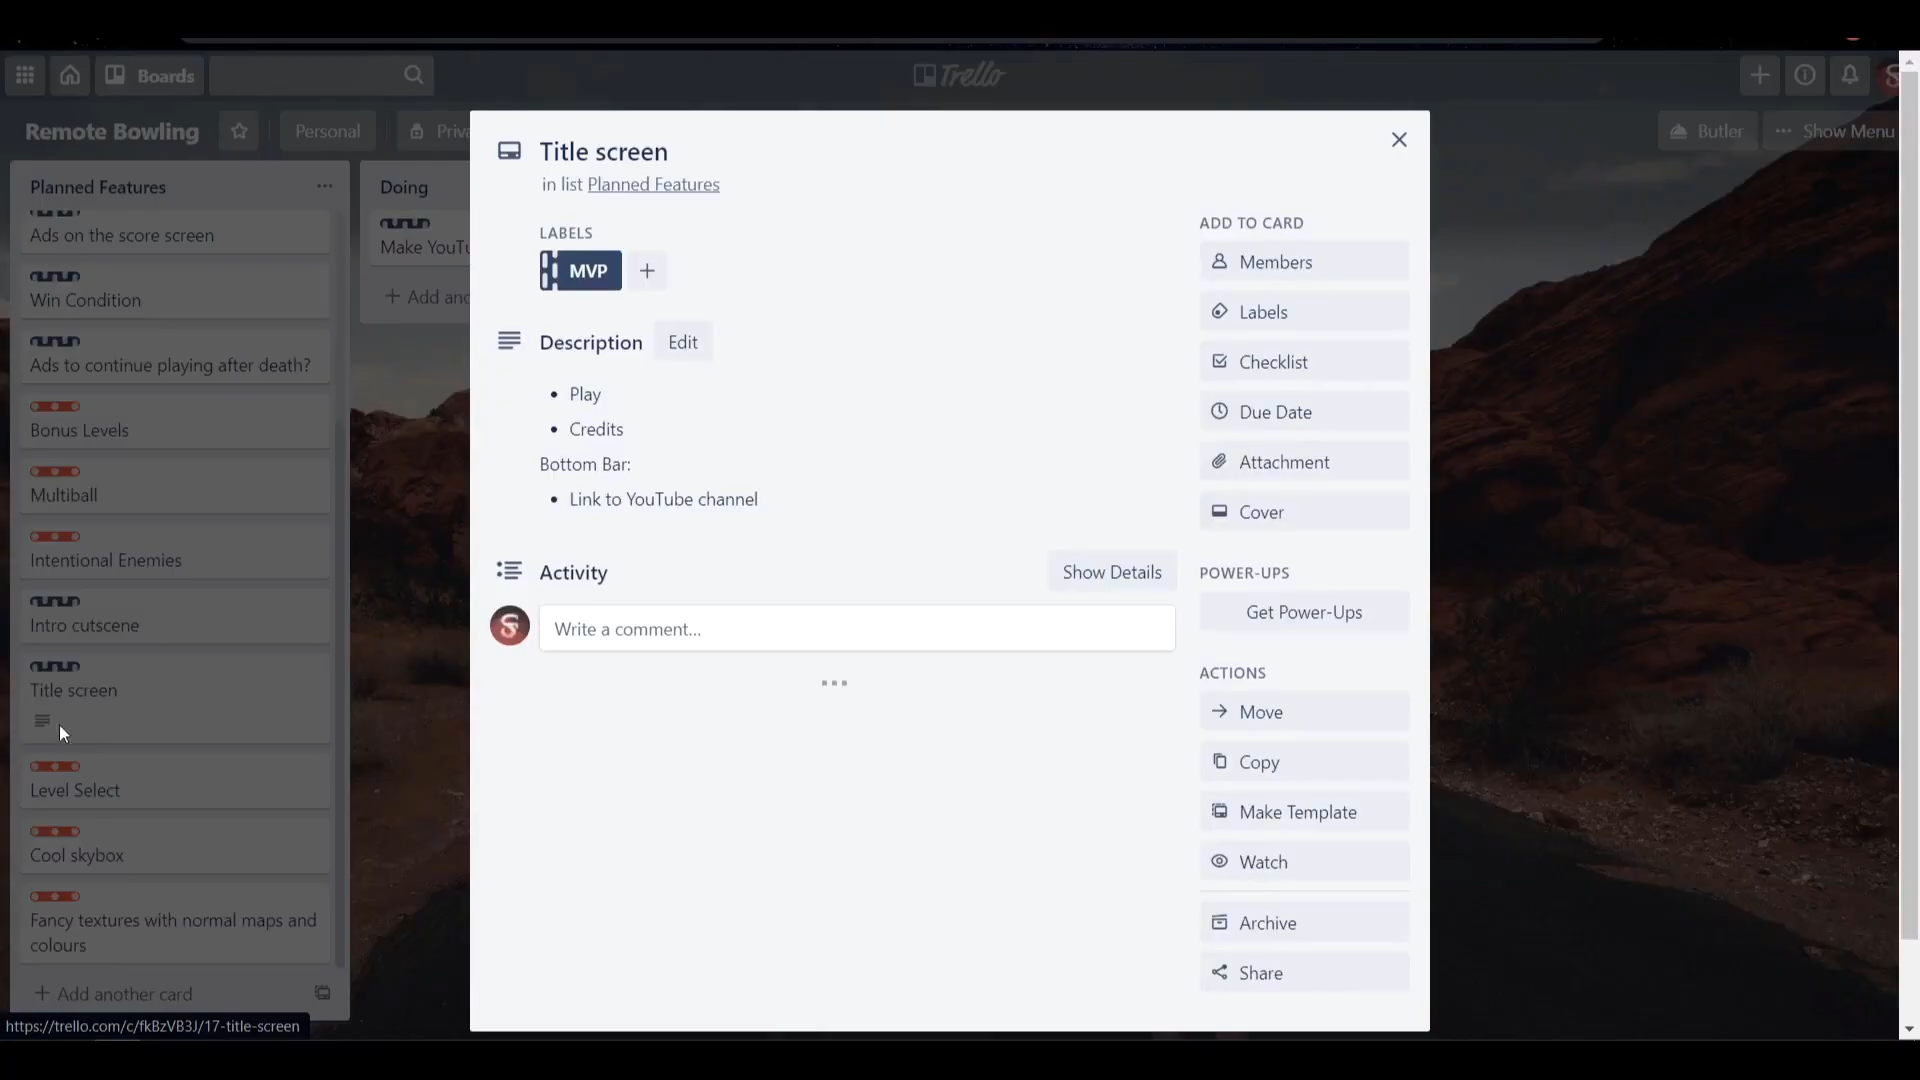 Boards
Trello
Remote Bowling
Personal
Priva
Butler
Show Menu
Planned Features
Ads on the score screen
Win Condition
Ads to continue playing after death?
Bonus Levels
Multiball
Intentional Enemies
Intro cutscene
Title screen
Level Select
Cool skybox
Fancy textures with normal maps and
colours
Add another card
https://trello.com/c/fkBzVB3J/17-title-screen
Doing
Make YouTu
Add ano
Title screen
in list Planned Features
LABELS
MVP
Description
Edit
• Play
• Credits
Bottom Bar:
• Link to YouTube channel
Activity
Show Details
S
Write a comment...
ADD TO CARD
Members
Labels
Checklist
Due Date
Attachment
Cover
POWER-UPS
Get Power-Ups
ACTIONS
Move
Copy
Make Template
Watch
Archive
Share